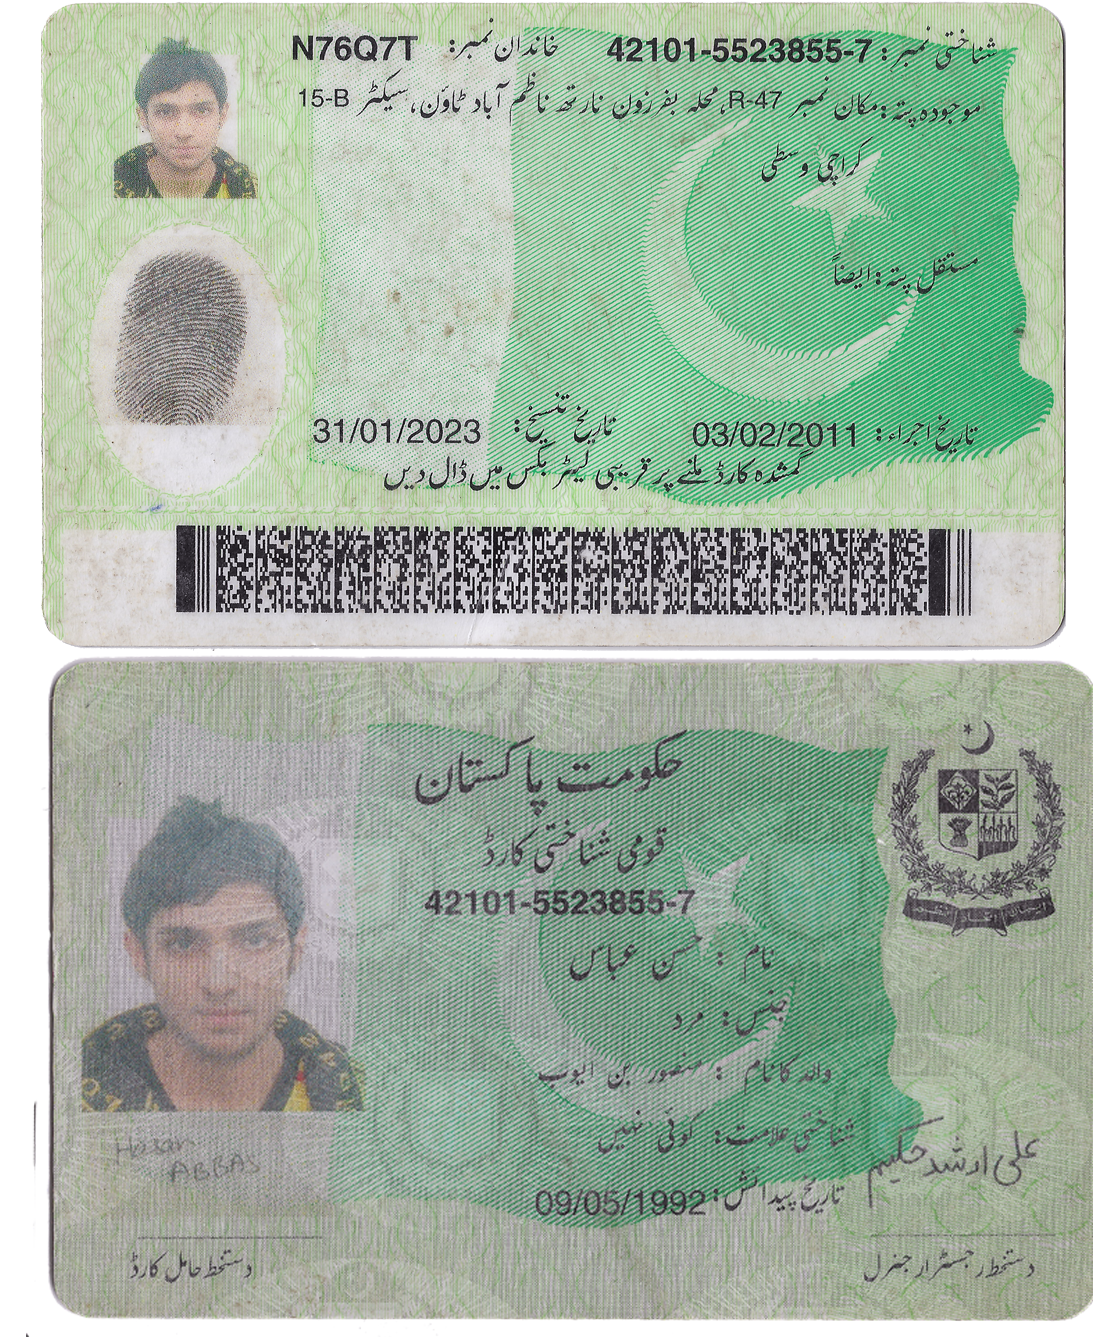 شناختی نمبر: 42101-5523855-7 خاندان نمبر: N76Q7T
موجودہ پتہ: مکان نمبر R-47، محلہ بفرزون نارتھ ناظم آباد ٹاؤن، سیکٹر 15-B
کراچی وسطی
مستقل پتہ: ایضاً
تاریخ اجراء: 03/02/2011 تاریخ تنسیخ: 31/01/2023
گمشدہ کارڈ ملنے پر قریبی لیٹر بکس میں ڈال دیں
حکومت پاکستان
قومی شناختی کارڈ
42101-5523855-7
نام: حسن عباس
جنس: مرد
والد کا نام: منصور بن ایوب
شناختی علامت: کوئی نہیں
تاریخ پیدائش: 09/05/1992
Hasan
ABBAS
علی ارشد حکیم
دستخط رجسٹرار جنرل
دستخط حامل کارڈ